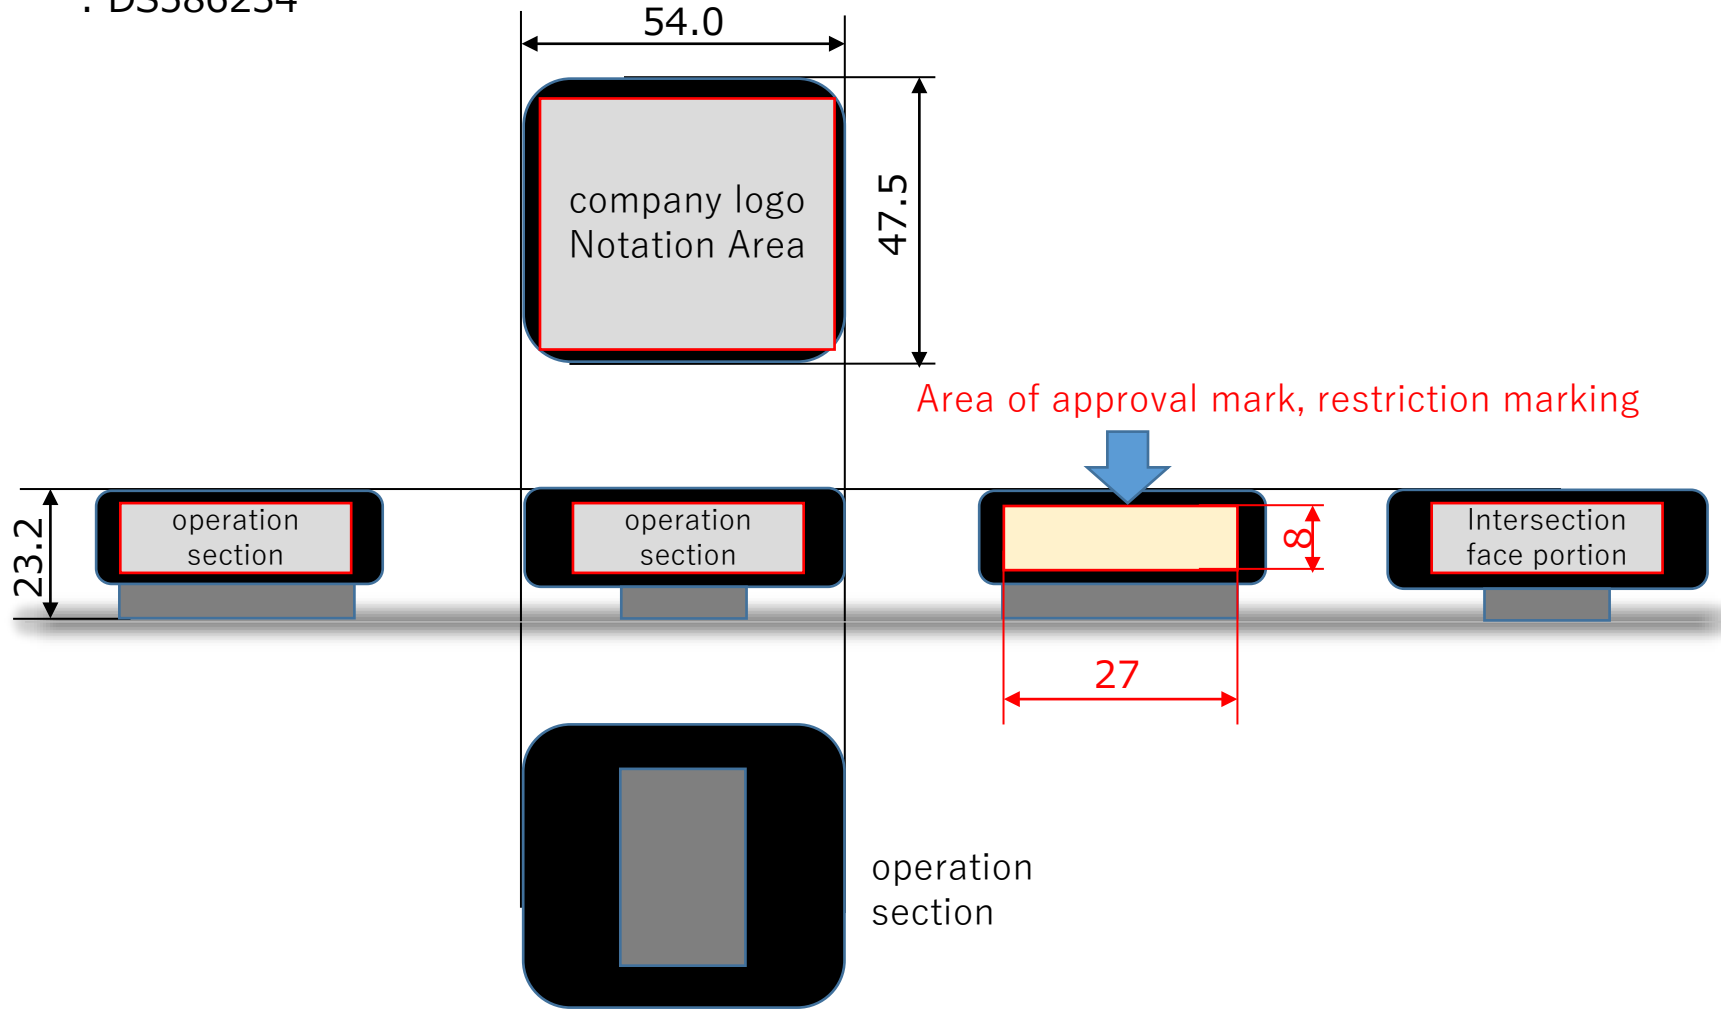 : DS586254
54.0
company logo
Notation Area
47.5
Area of approval mark, restriction marking
23.2
operation
section
operation
section
8
Intersection
face portion
27
operation
section